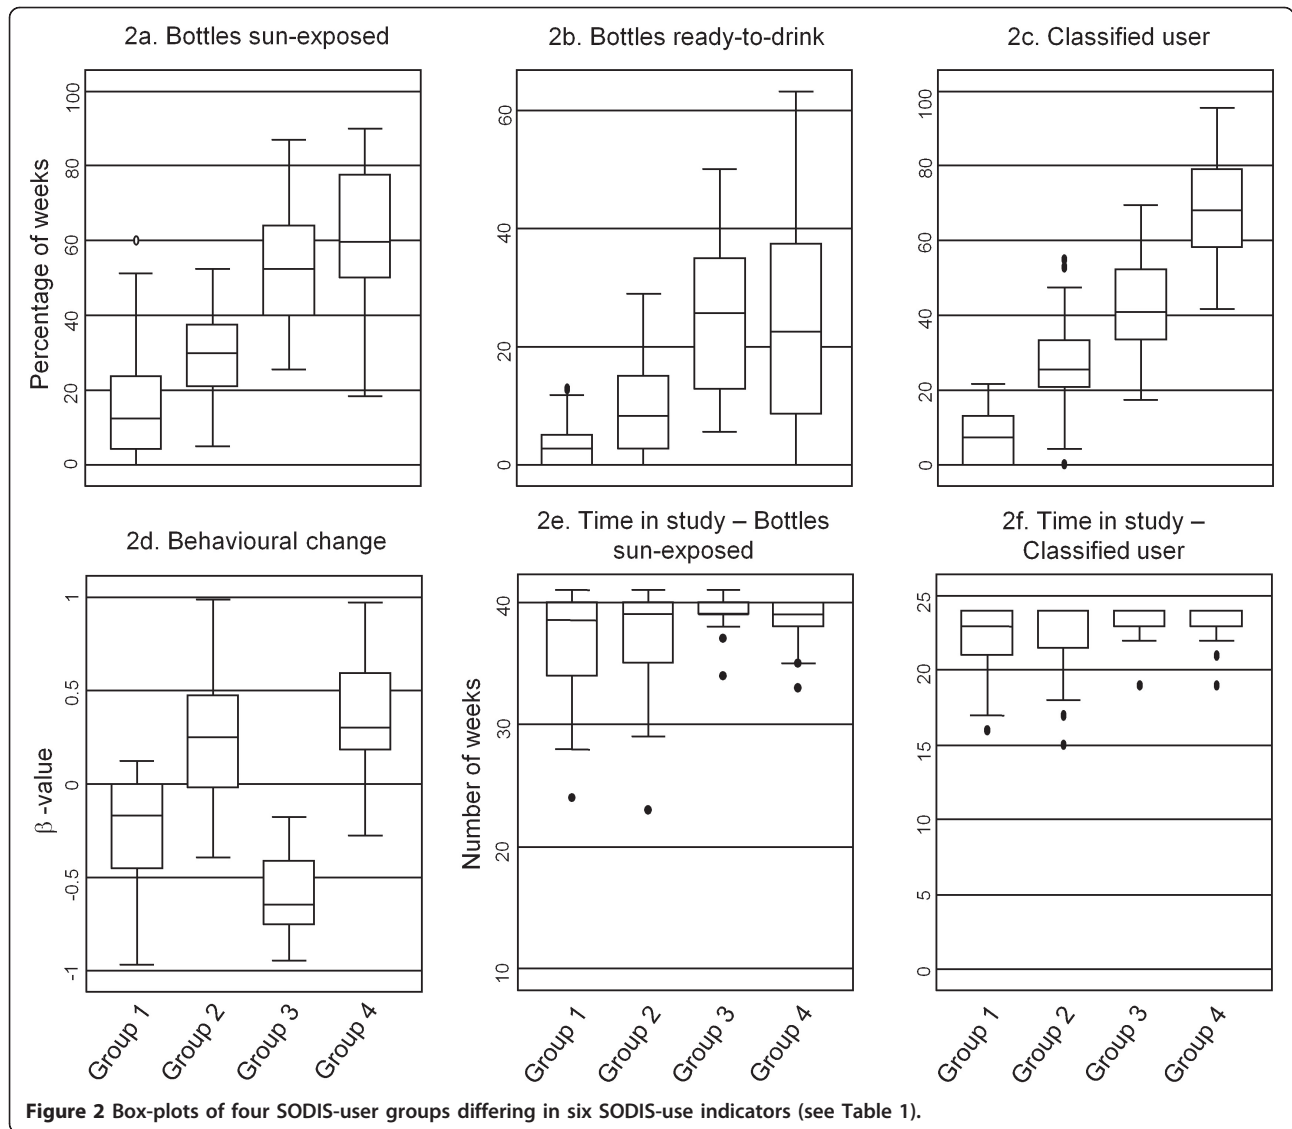 2a. Bottles sun-exposed
2b. Bottles ready-to-drink
2c. Classified user
Percentage of weeks
100
80
60
40
20
0
60
40
20
0
100
80
60
40
20
0
2d. Behavioural change
2e. Time in study – Bottles
sun-exposed
2f. Time in study –
Classified user
β -value
1
0.5
0
-0.5
-1
Number of weeks
40
30
20
10
25
20
15
10
5
0
Group 1
Group 2
Group 3
Group 4
Group 1
Group 2
Group 3
Group 4
Group 1
Group 2
Group 3
Group 4
Figure 2 Box-plots of four SODIS-user groups differing in six SODIS-use indicators (see Table 1).